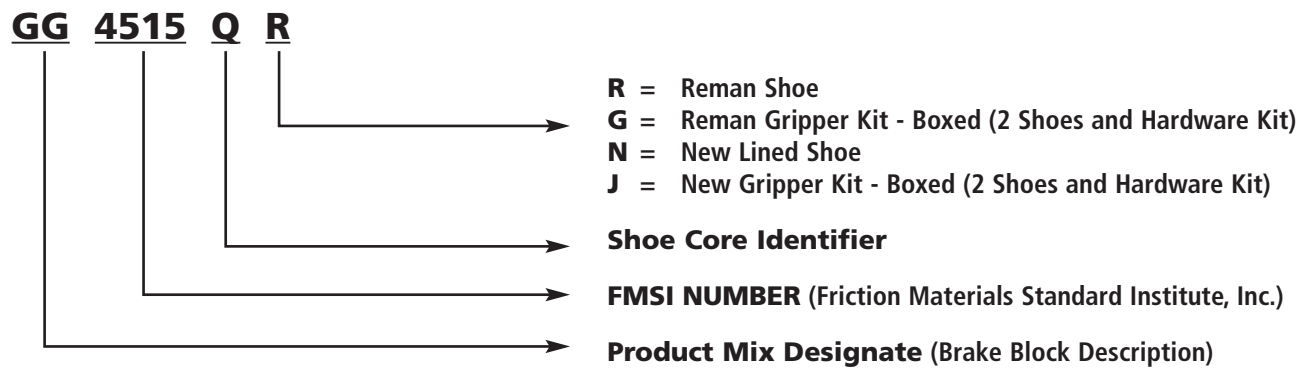 GG 4515 Q R
R = Reman Shoe
G = Reman Gripper Kit - Boxed (2 Shoes and Hardware Kit)
N = New Lined Shoe
J = New Gripper Kit - Boxed (2 Shoes and Hardware Kit)
Shoe Core Identifier
FMSI NUMBER (Friction Materials Standard Institute, Inc.)
Product Mix Designate (Brake Block Description)